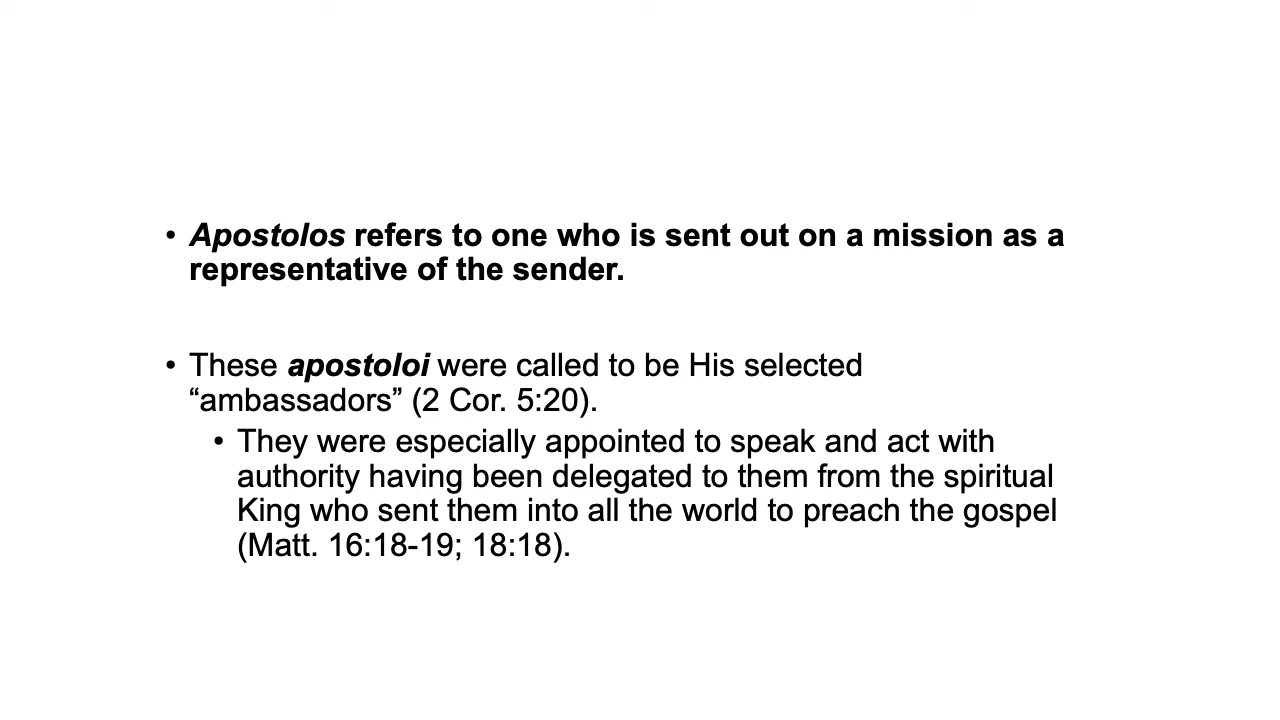 • Apostolos refers to one who is sent out on a mission as a
representative of the sender.
• These apostoloi were called to be His selected
“ambassadors” (2 Cor. 5:20).
• They were especially appointed to speak and act with
authority having been delegated to them from the spiritual
King who sent them into all the world to preach the gospel
(Matt. 16:18-19; 18:18).